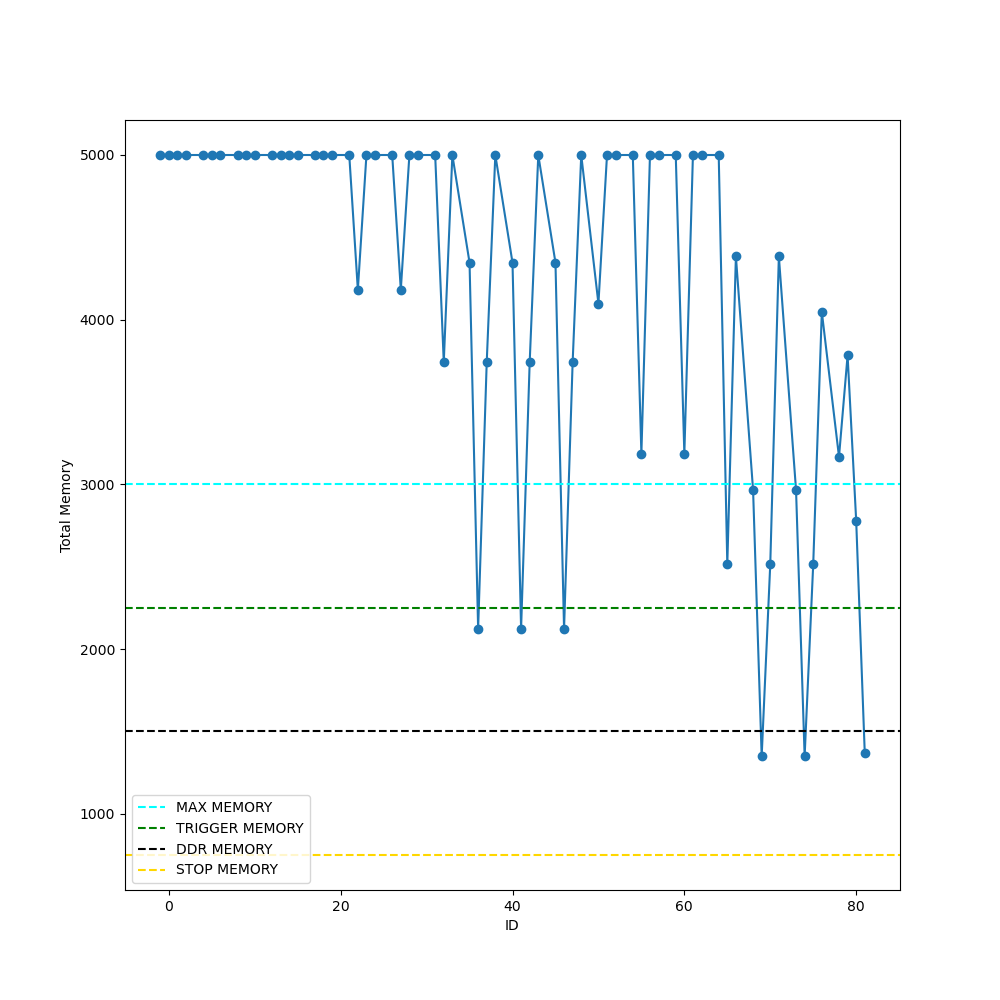 5000
4000
3000
2000
1000
Total Memory
MAX MEMORY
TRIGGER MEMORY
DDR MEMORY
STOP MEMORY
0 20 40 60 80
ID